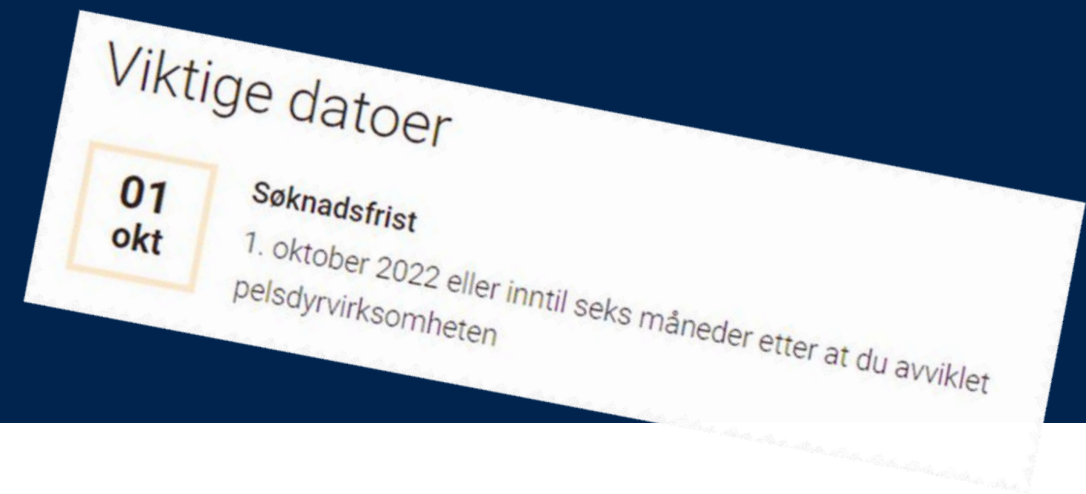 Viktige datoer
01
okt
Søknadsfrist
1. oktober 2022 eller inntil seks måneder etter at du avviklet
pelsdyrvirksomheten